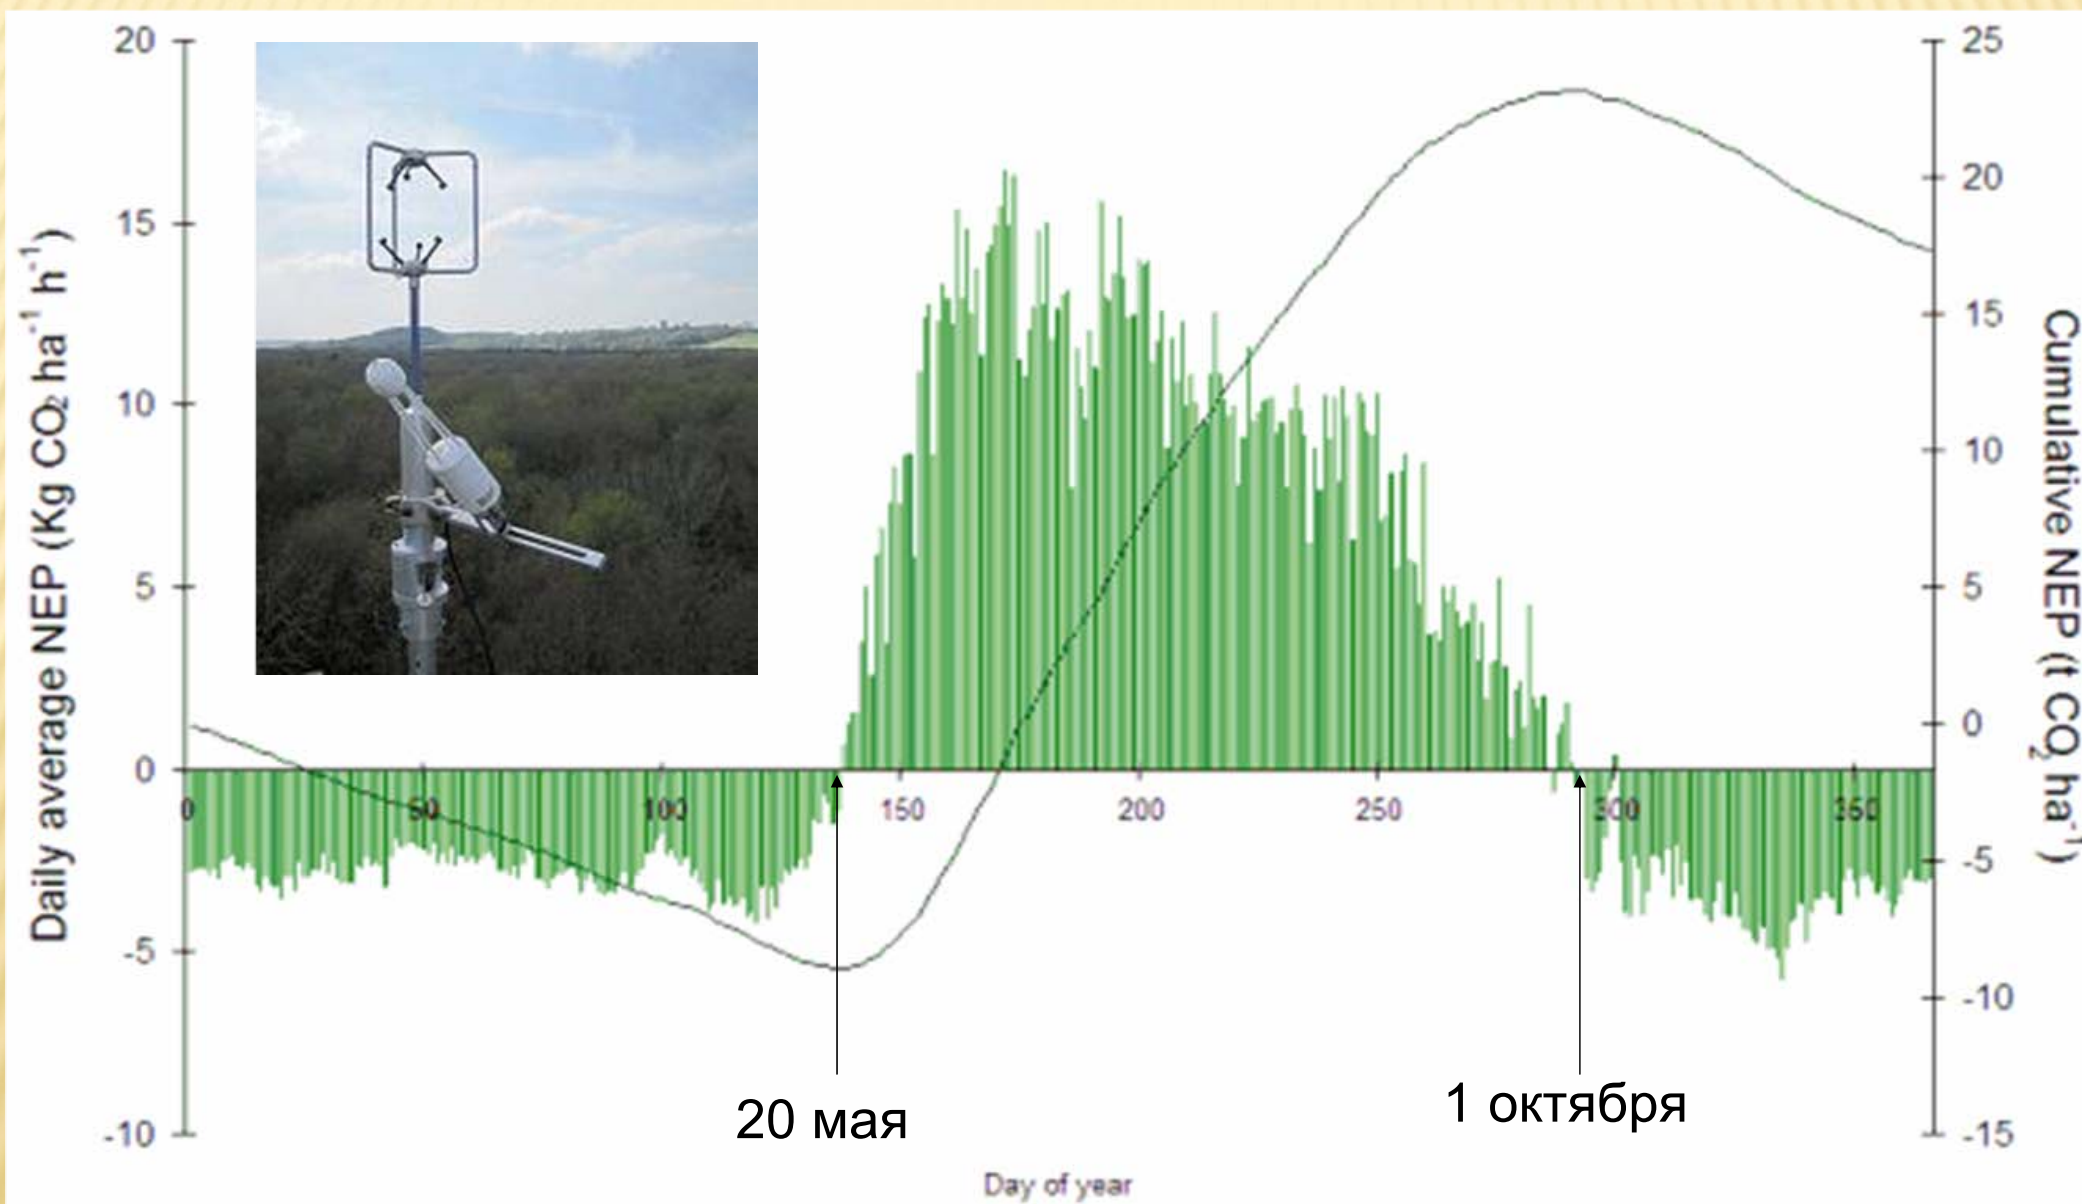 Daily average NEP (Kg CO₂ ha⁻¹ h⁻¹)
20
15
10
5
0
-5
-10
25
20
15
10
5
0
-5
-10
-15
Cumulative NEP (t CO₂ ha⁻¹)
0 50 100 150 200 250 300 350
20 мая
1 октября
Day of year